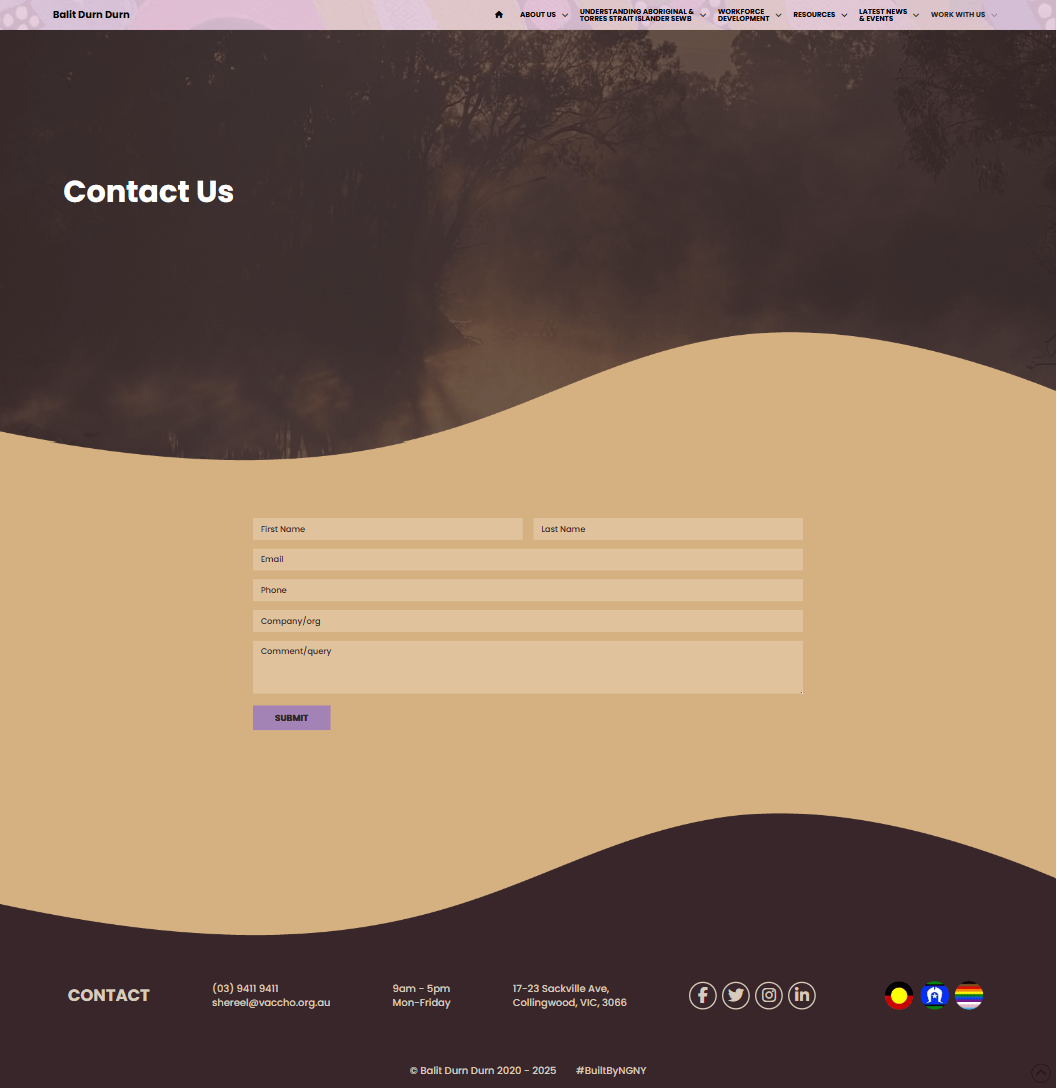 Balit Durn Durn
ABOUT US
UNDERSTANDING ABORIGINAL &
TORRES STRAIT ISLANDER SEWB
WORKFORCE
DEVELOPMENT
RESOURCES
LATEST NEWS
& EVENTS
WORK WITH US
Contact Us
First Name
Last Name
Email
Phone
Company/org
Comment/query
SUBMIT
CONTACT
(03) 9411 9411
shereel@vaccho.org.au
9am - 5pm
Mon-Friday
17-23 Sackville Ave,
Collingwood, VIC, 3066
© Balit Durn Durn 2020 - 2025
#BuiltByNGNY